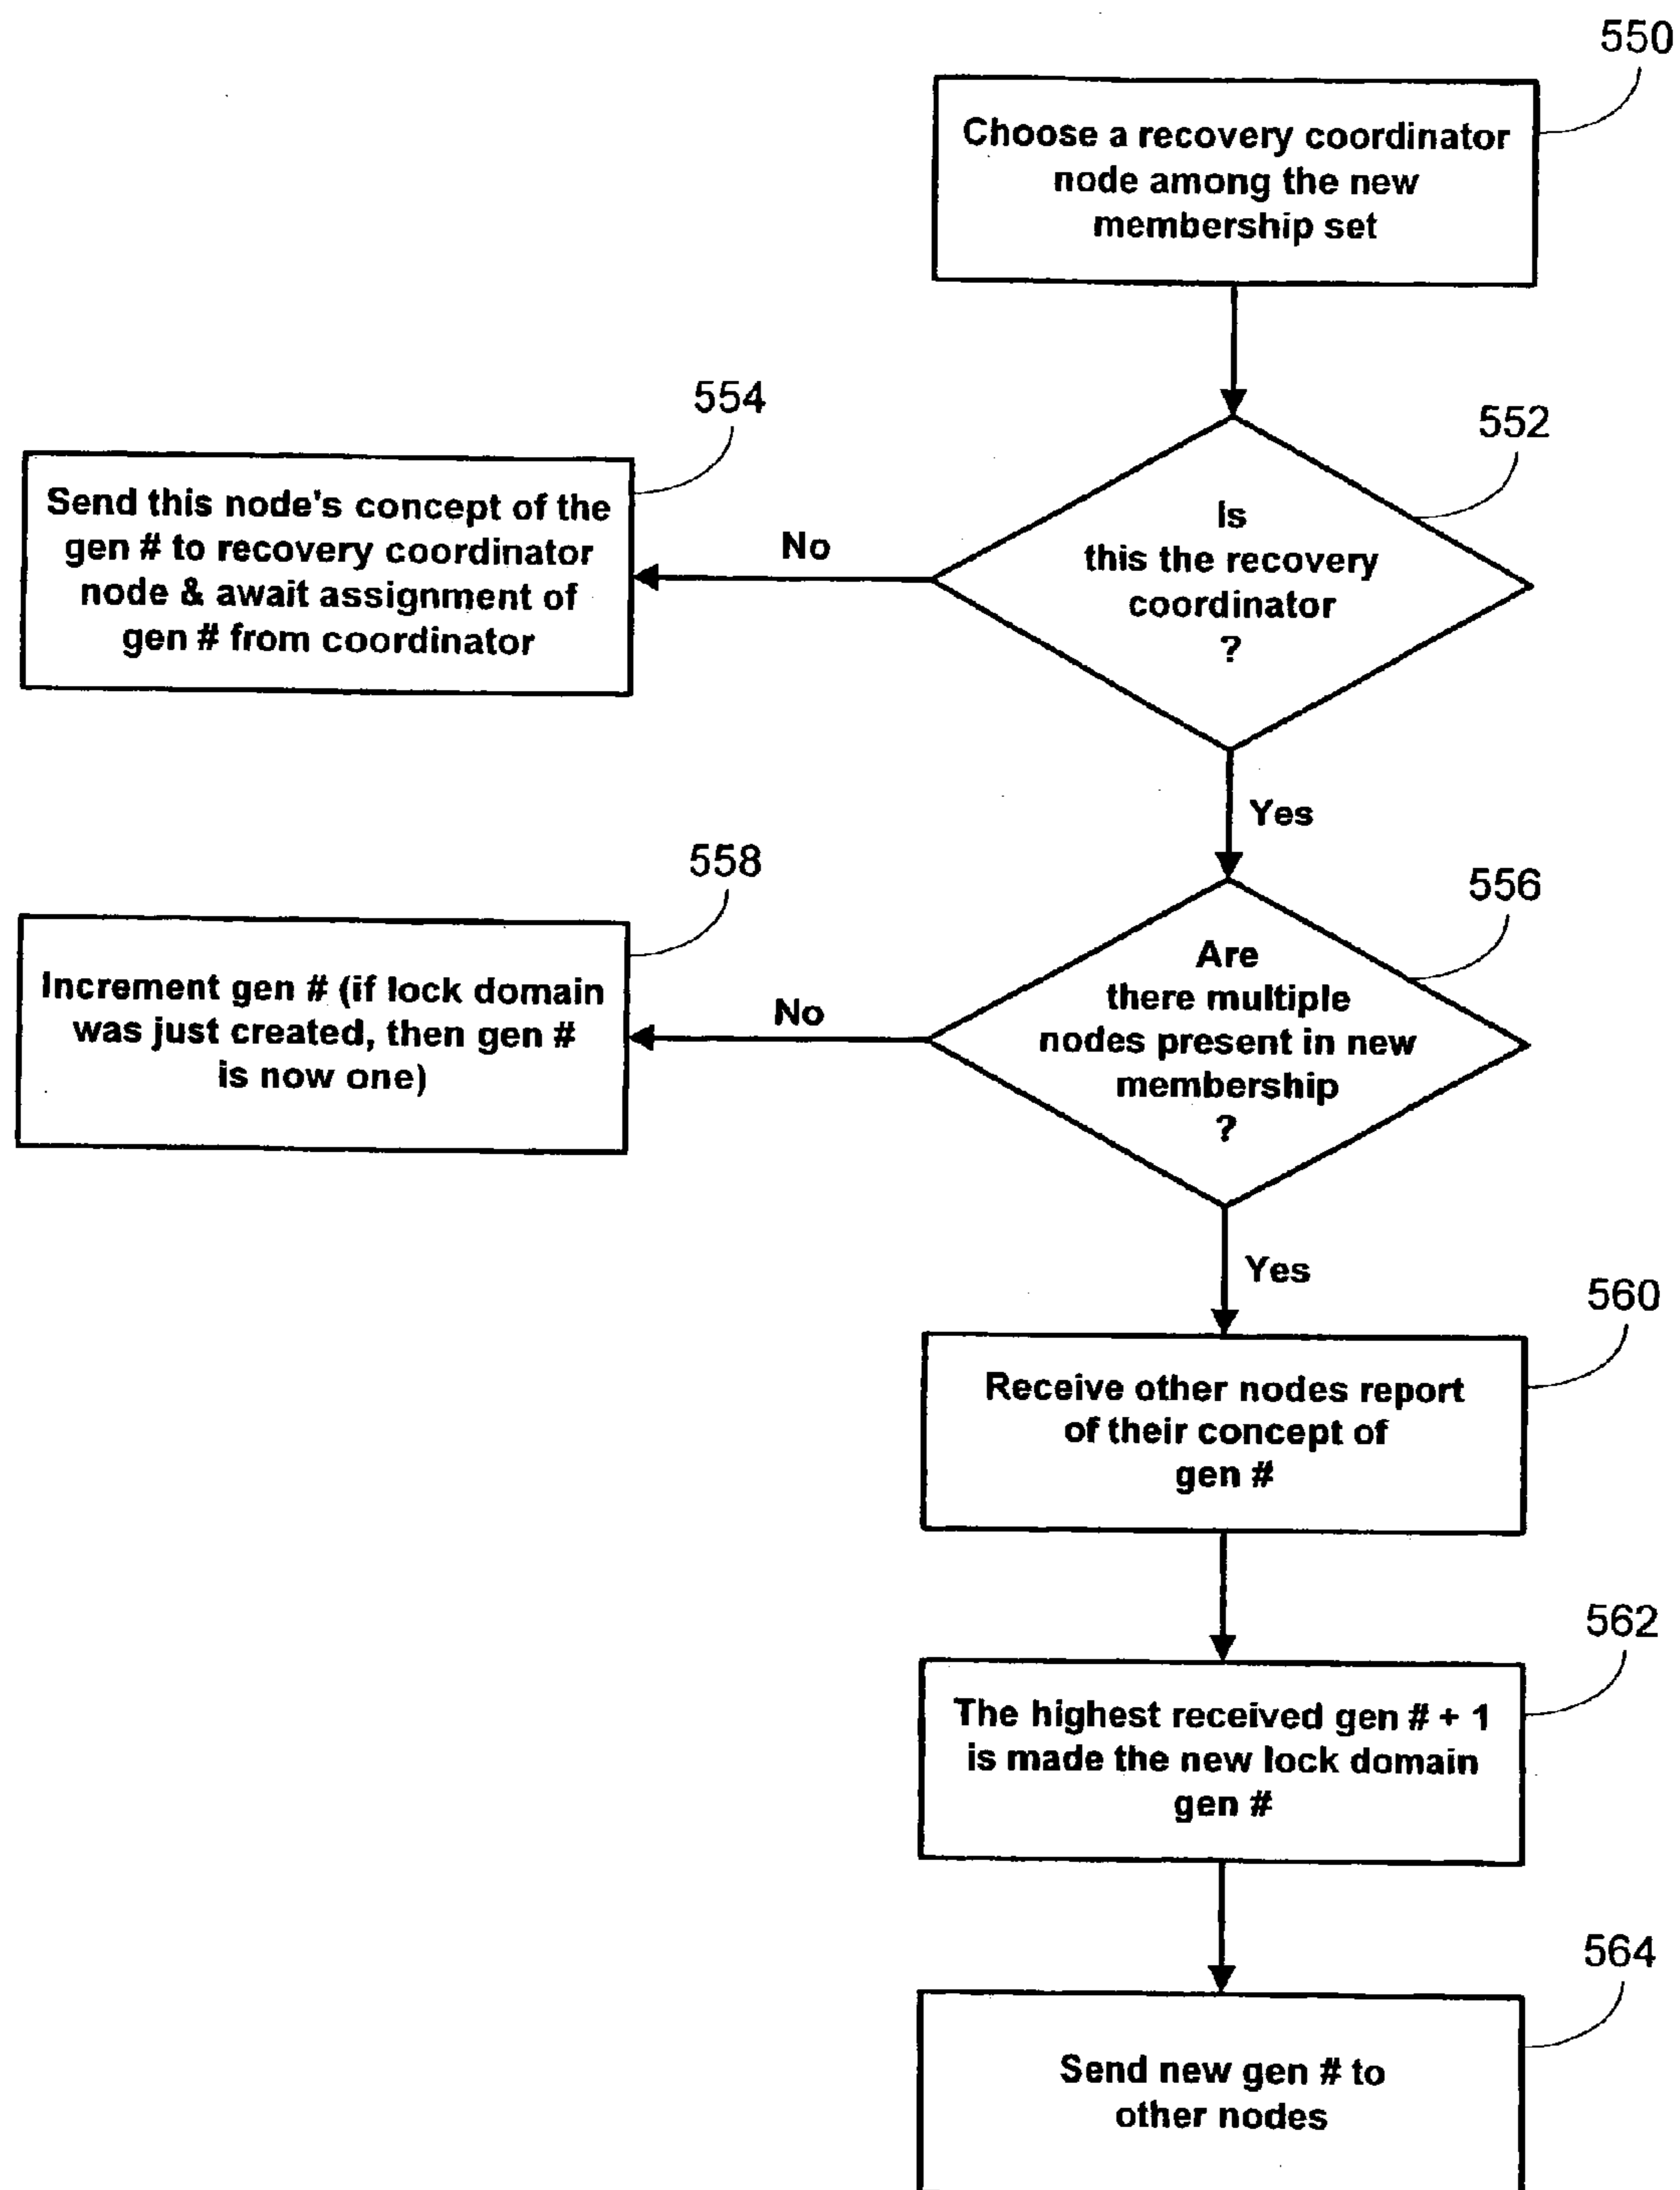 550
Choose a recovery coordinator
node among the new
membership set
554
552
Send this node's concept of the
gen # to recovery coordinator
node & await assignment of
gen # from coordinator
No
Is
this the recovery
coordinator
?
Yes
558
556
Increment gen # (if lock domain
was just created, then gen #
is now one)
No
Are
there multiple
nodes present in new
membership
?
Yes
560
Receive other nodes report
of their concept of
gen #
562
The highest received gen # + 1
is made the new lock domain
gen #
564
Send new gen # to
other nodes